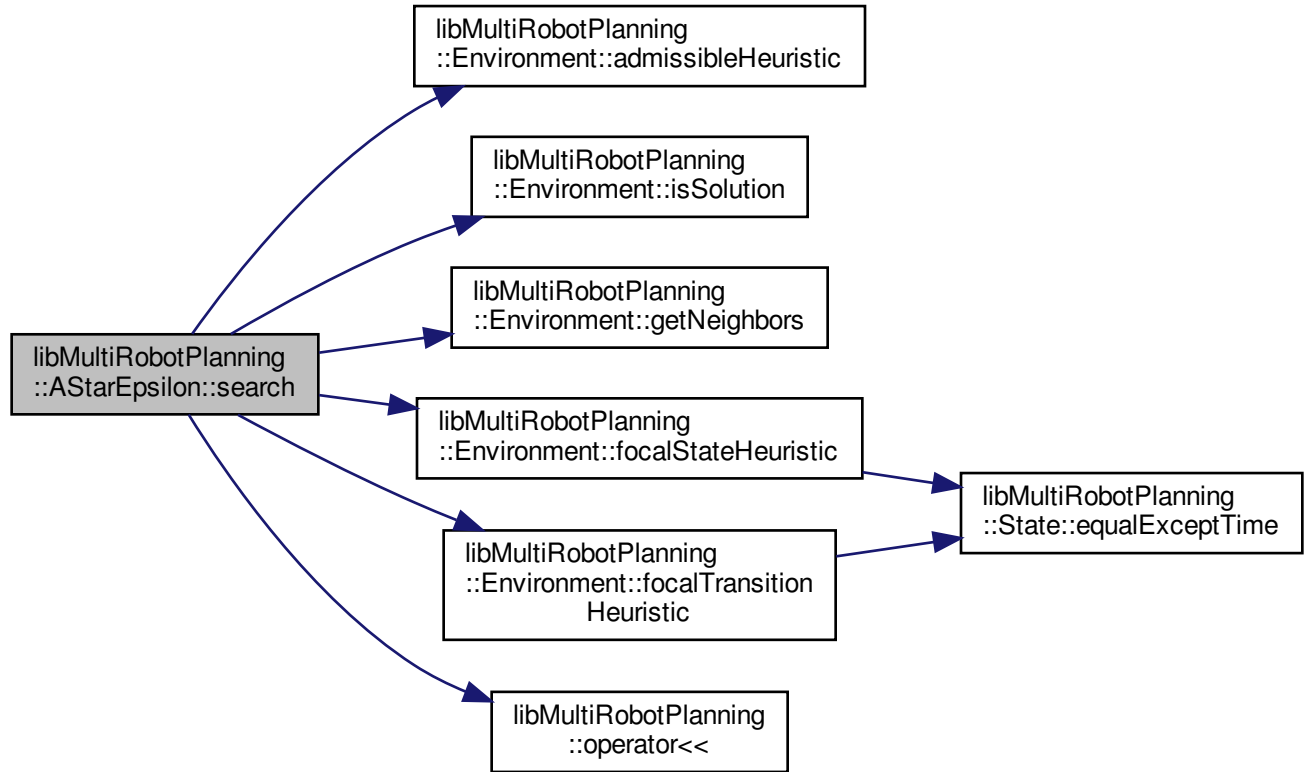 libMultiRobotPlanning
::Environment::admissibleHeuristic
libMultiRobotPlanning
::Environment::isSolution
libMultiRobotPlanning
::Environment::getNeighbors
libMultiRobotPlanning
::AStarEpsilon::search
libMultiRobotPlanning
::Environment::focalStateHeuristic
libMultiRobotPlanning
::State::equalExceptTime
libMultiRobotPlanning
::Environment::focalTransition
Heuristic
libMultiRobotPlanning
::operator<<